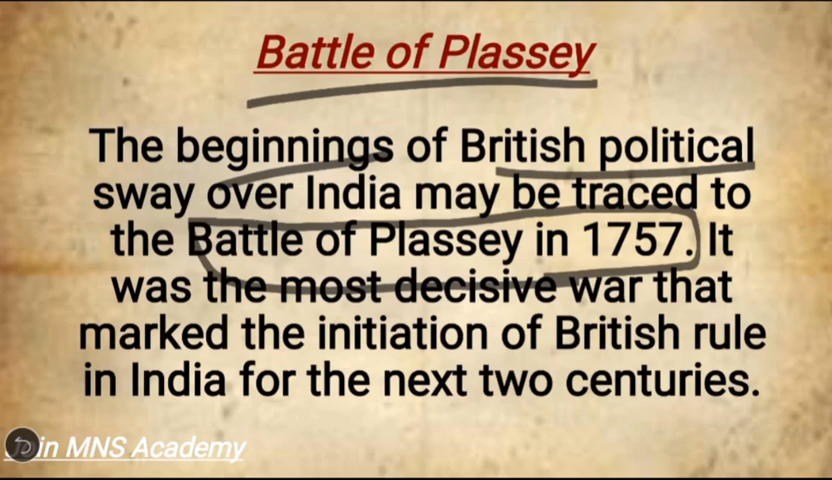 Battle of Plassey
The beginnings of British political
sway over India may be traced to
the Battle of Plassey in 1757. It
was the most decisive war that
marked the initiation of British rule
in India for the next two centuries.
in MNS Academy